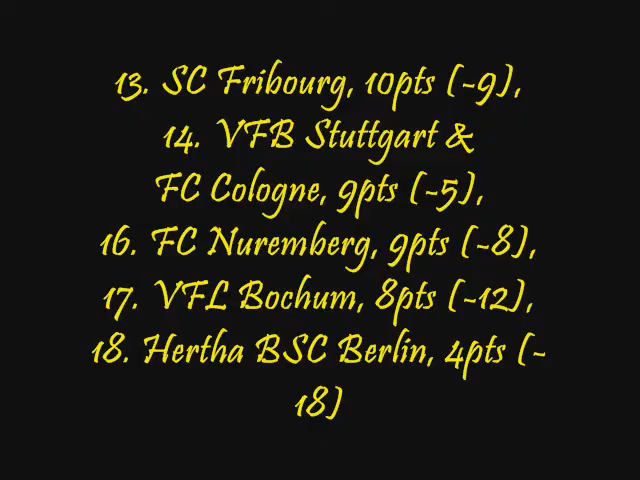 13. SC Fribourg, 10pts (-9),
14. VFB Stuttgart &
FC Cologne, 9pts (-5),
16. FC Nuremberg, 9pts (-8),
17. VFL Bochum, 8pts (-12),
18. Hertha BSC Berlin, 4pts (-
18)